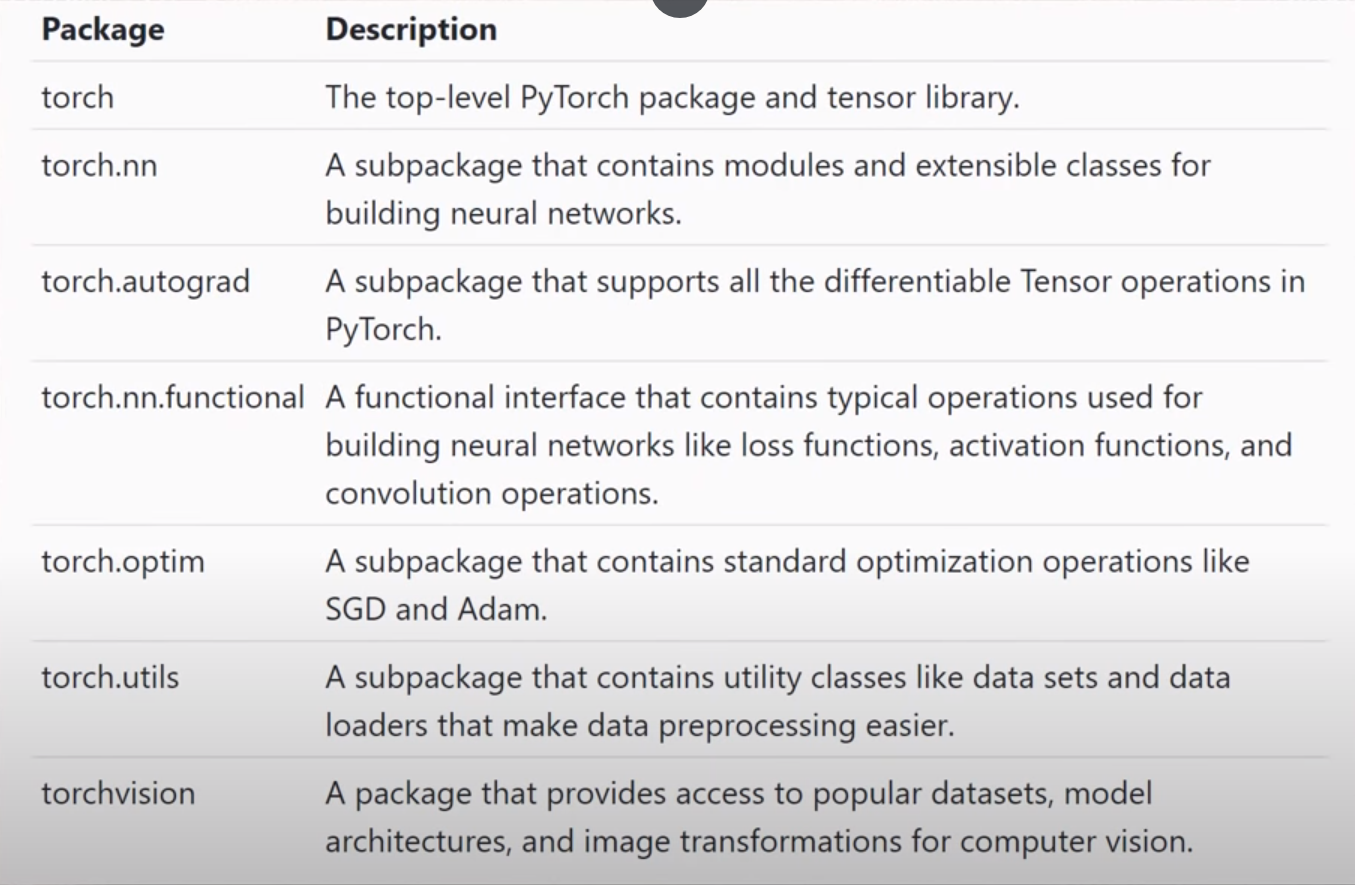 Package Description
torch The top-level PyTorch package and tensor library.
torch.nn A subpackage that contains modules and extensible classes for
building neural networks.
torch.autograd A subpackage that supports all the differentiable Tensor operations in
PyTorch.
torch.nn.functional A functional interface that contains typical operations used for
building neural networks like loss functions, activation functions, and
convolution operations.
torch.optim A subpackage that contains standard optimization operations like
SGD and Adam.
torch.utils A subpackage that contains utility classes like data sets and data
loaders that make data preprocessing easier.
torchvision A package that provides access to popular datasets, model
architectures, and image transformations for computer vision.